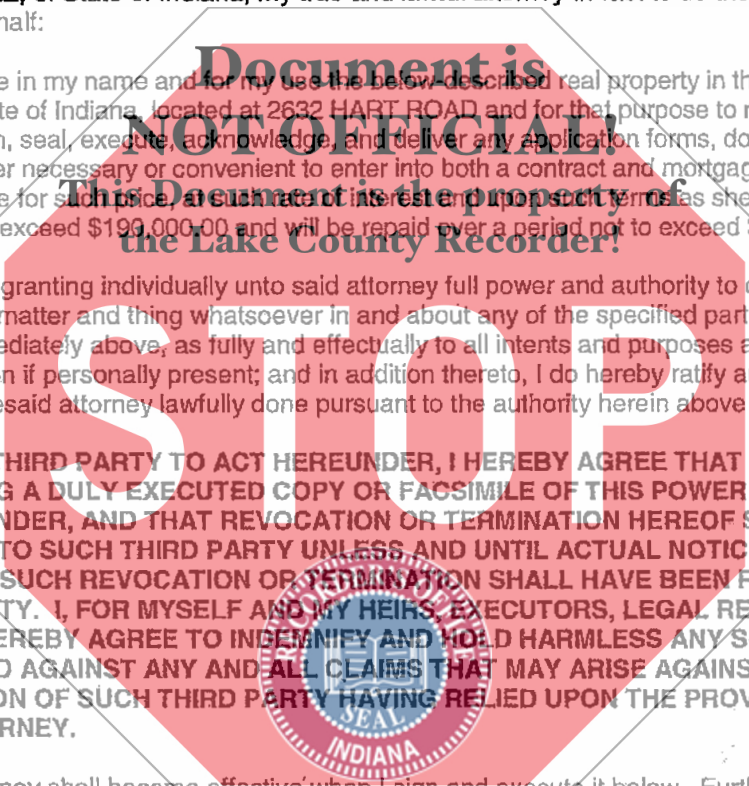 half:
Document is
e in my name and for my use the below-described real property in th
te of Indiana, located at 2632 HART ROAD and for that purpose to
NOT OFFICIAL!
, seal, execute, acknowledge, and deliver any application forms, do
er necessary or convenient to enter into both a contract and mortgag
This Document is the property of
e for such price, at such rate of interest and upon such terms as she
exceed $199,000.00 and will be repaid over a period not to exceed
the Lake County Recorder!
granting individually unto said attorney full power and authority to
matter and thing whatsoever in and about any of the specified part
ediately above, as fully and effectually to all intents and purposes a
n if personally present; and in addition thereto, I do hereby ratify a
esaid attorney lawfully done pursuant to the authority herein above
STOP
THIRD PARTY TO ACT HEREUNDER, I HEREBY AGREE THAT
G A DULY EXECUTED COPY OR FACSIMILE OF THIS POWER
NDER, AND THAT REVOCATION OR TERMINATION HEREOF
TO SUCH THIRD PARTY UNLESS AND UNTIL ACTUAL NOTIC
SUCH REVOCATION OR TERMINATION SHALL HAVE BEEN
TY. I, FOR MYSELF AND MY HEIRS, EXECUTORS, LEGAL RE
EREBY AGREE TO INDEMNIFY AND HOLD HARMLESS ANY S
D AGAINST ANY AND ALL CLAIMS THAT MAY ARISE AGAINS
ON OF SUCH THIRD PARTY HAVING RELIED UPON THE PROV
RNEY.
SEAL
INDIANA